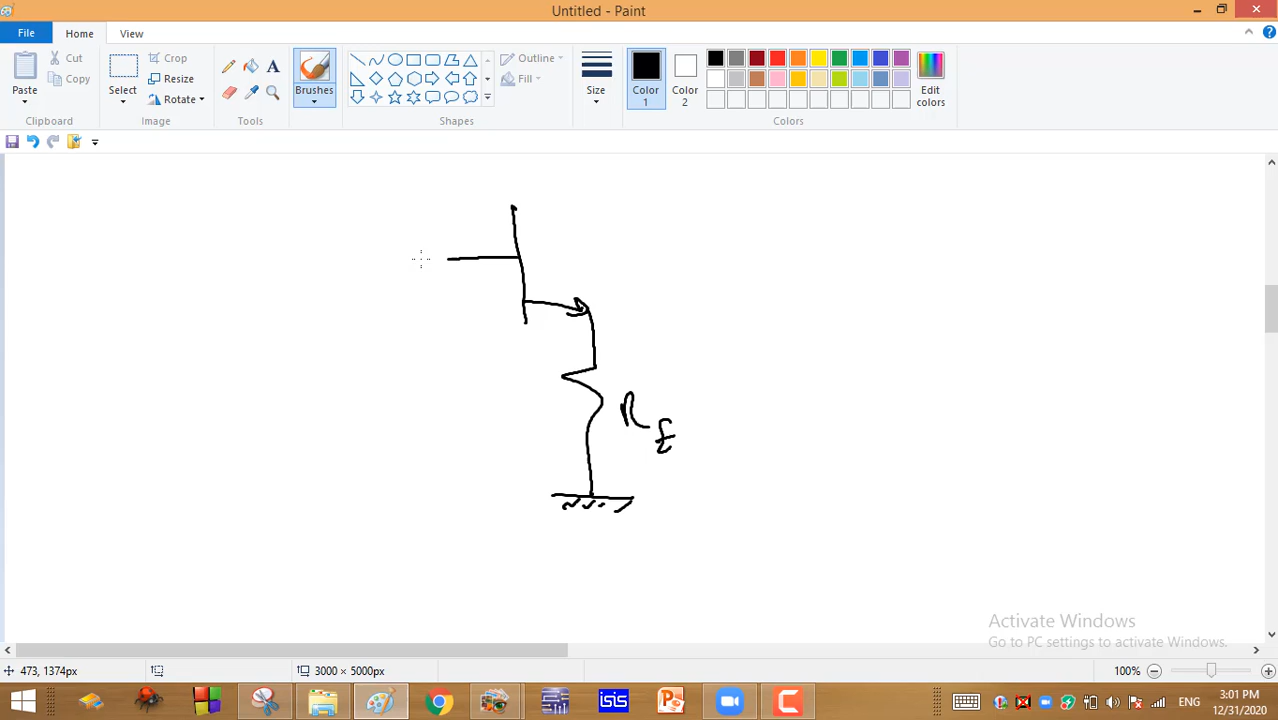 Untitled - Paint
File
Home
View
Paste
Cut
Copy
Clipboard
Select
Crop
Resize
Rotate
Image
A
Tools
Brushes
Outline
Fill
Shapes
Size
Color 1
Color 2
Edit colors
Colors
R E
Activate Windows
Go to PC settings to activate Windows.
473, 1374px
3000 × 5000px
100%
isis
ENG
3:01 PM
12/31/2020